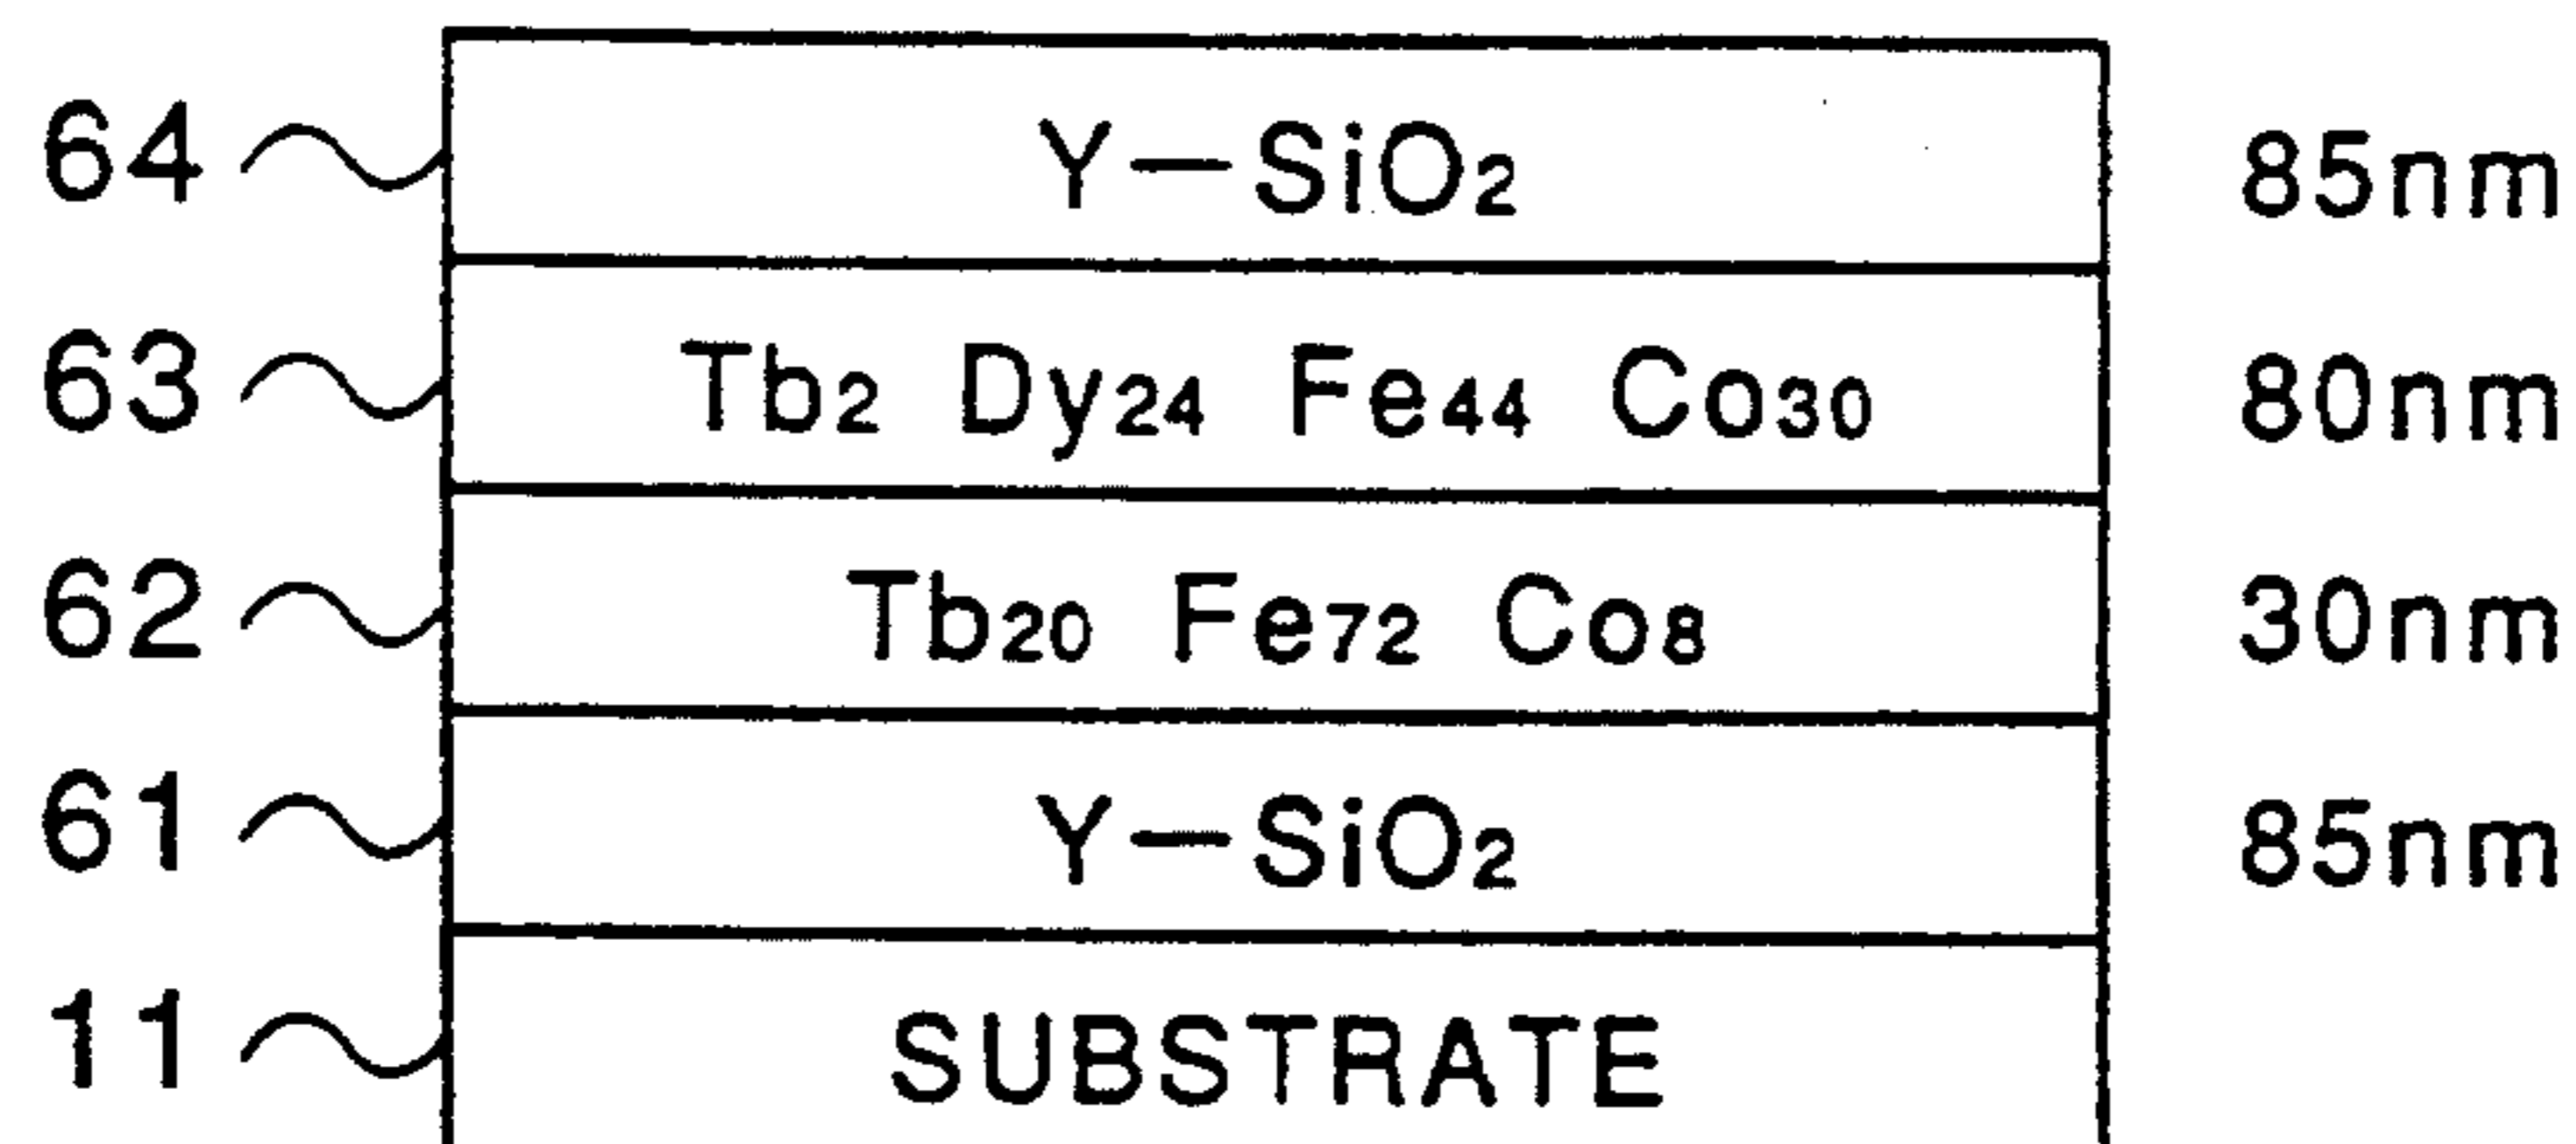 64 Y—SiO₂ 85nm
63 Tb₂ Dy₂₄ Fe₄₄ Co₃₀ 80nm
62 Tb₂₀ Fe₇₂ Co₈ 30nm
61 Y—SiO₂ 85nm
11 SUBSTRATE